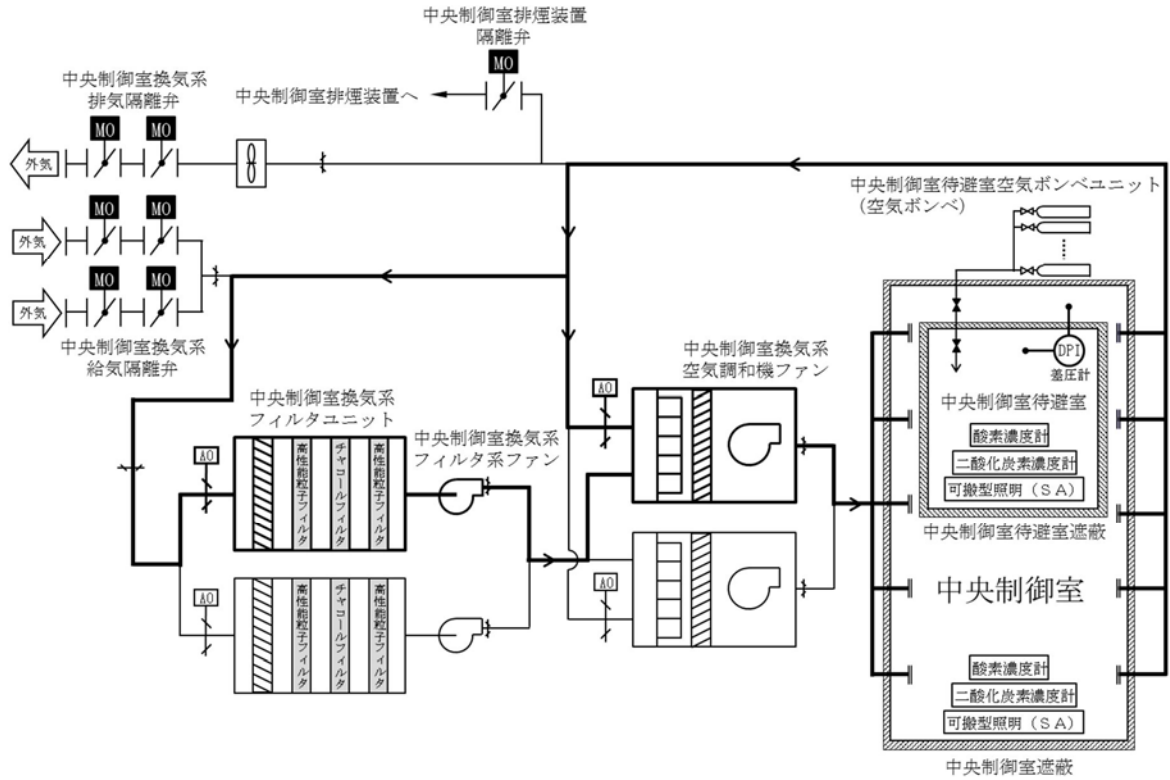 中央制御室排煙装置
隔離弁
MO
中央制御室換気系
排気隔離弁
中央制御室排煙装置へ
MO
MO
外気
中央制御室待避室空気ボンベユニット
(空気ボンベ)
MO
MO
外気
MO
MO
外気
中央制御室換気系
給気隔離弁
中央制御室換気系
空気調和機ファン
DPI
差圧計
中央制御室換気系
フィルタユニット
AO
中央制御室待避室
中央制御室換気系
フィルタ系ファン
酸素濃度計
二酸化炭素濃度計
可搬型照明(SA)
AO
高性能粒子フィルタ
チャコールフィルタ
高性能粒子フィルタ
中央制御室待避室遮蔽
AO
AO
高性能粒子フィルタ
チャコールフィルタ
高性能粒子フィルタ
中央制御室
酸素濃度計
二酸化炭素濃度計
可搬型照明(SA)
中央制御室遮蔽